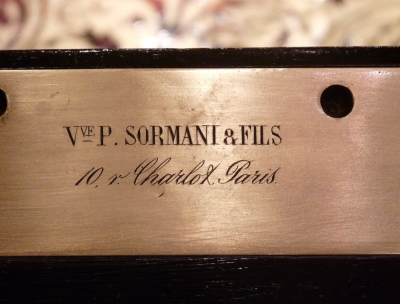 Vve P. SORMANI & FILS
10, r. Charlot, Paris.